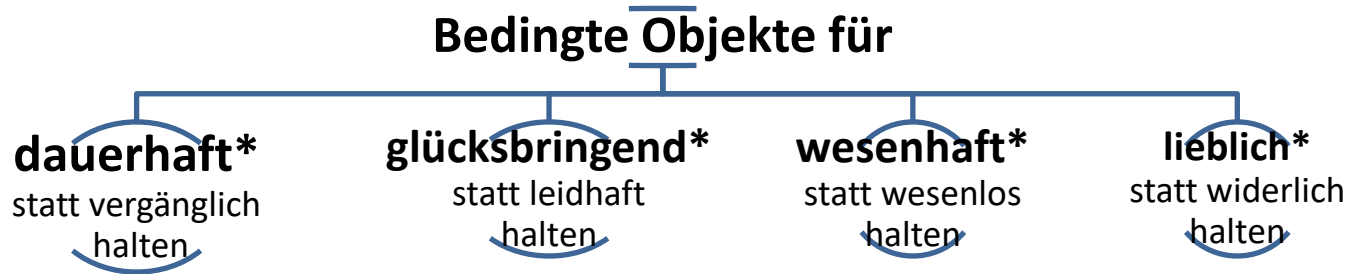 Bedingte Objekte für
dauerhaft*
statt vergänglich
halten
glücksbringend*
statt leidhaft
halten
wesenhaft*
statt wesenlos
halten
lieblich*
statt widerlich
halten